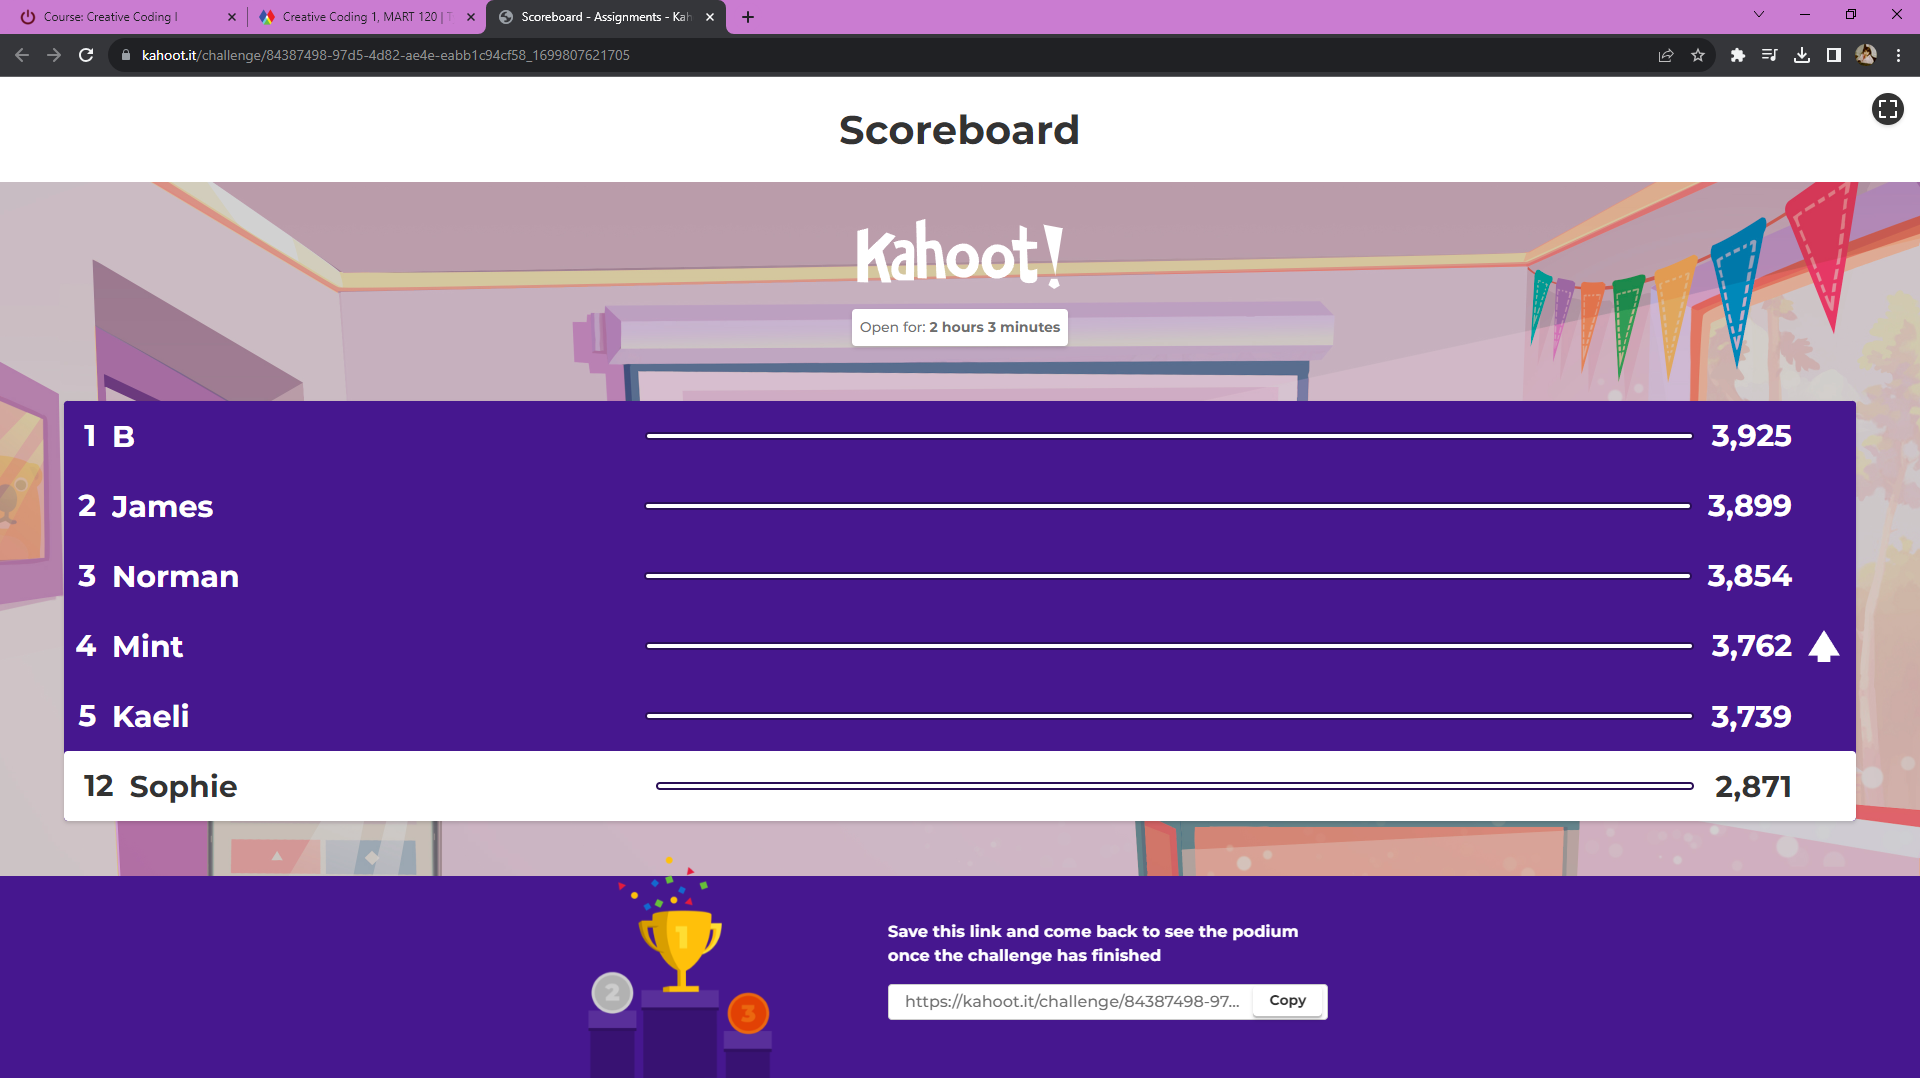 Course: Creative Coding I
Creative Coding 1, MART 120 | T
Scoreboard - Assignments - Kah
kahoot.it/challenge/84387498-97d5-4d82-ae4e-eabb1c94cf58_1699807621705
Scoreboard
Kahoot!
Open for: 2 hours 3 minutes
1 B 3,925
2 James 3,899
3 Norman 3,854
4 Mint 3,762
5 Kaeli 3,739
12 Sophie 2,871
1
2
3
Save this link and come back to see the podium
once the challenge has finished
https://kahoot.it/challenge/84387498-97... Copy